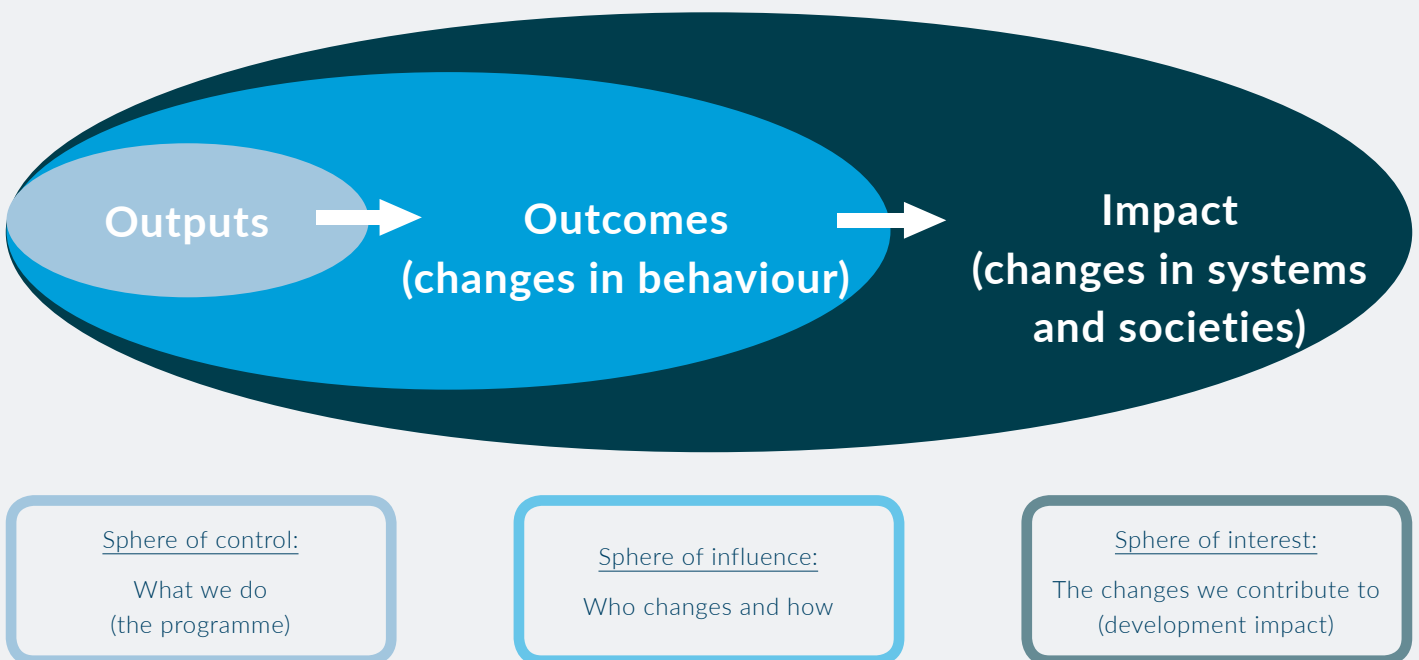 Outputs
Outcomes
(changes in behaviour)
Impact
(changes in systems
and societies)
Sphere of control:
What we do
(the programme)
Sphere of influence:
Who changes and how
Sphere of interest:
The changes we contribute to
(development impact)